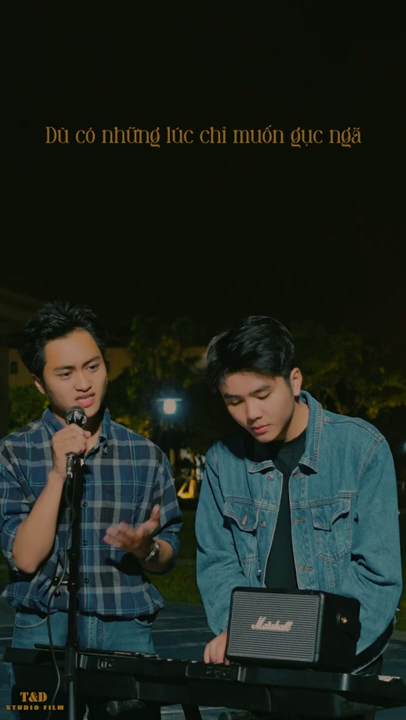 Dù có những lúc chỉ muốn gục ngã
Marshall
T&D
STUDIO FILM